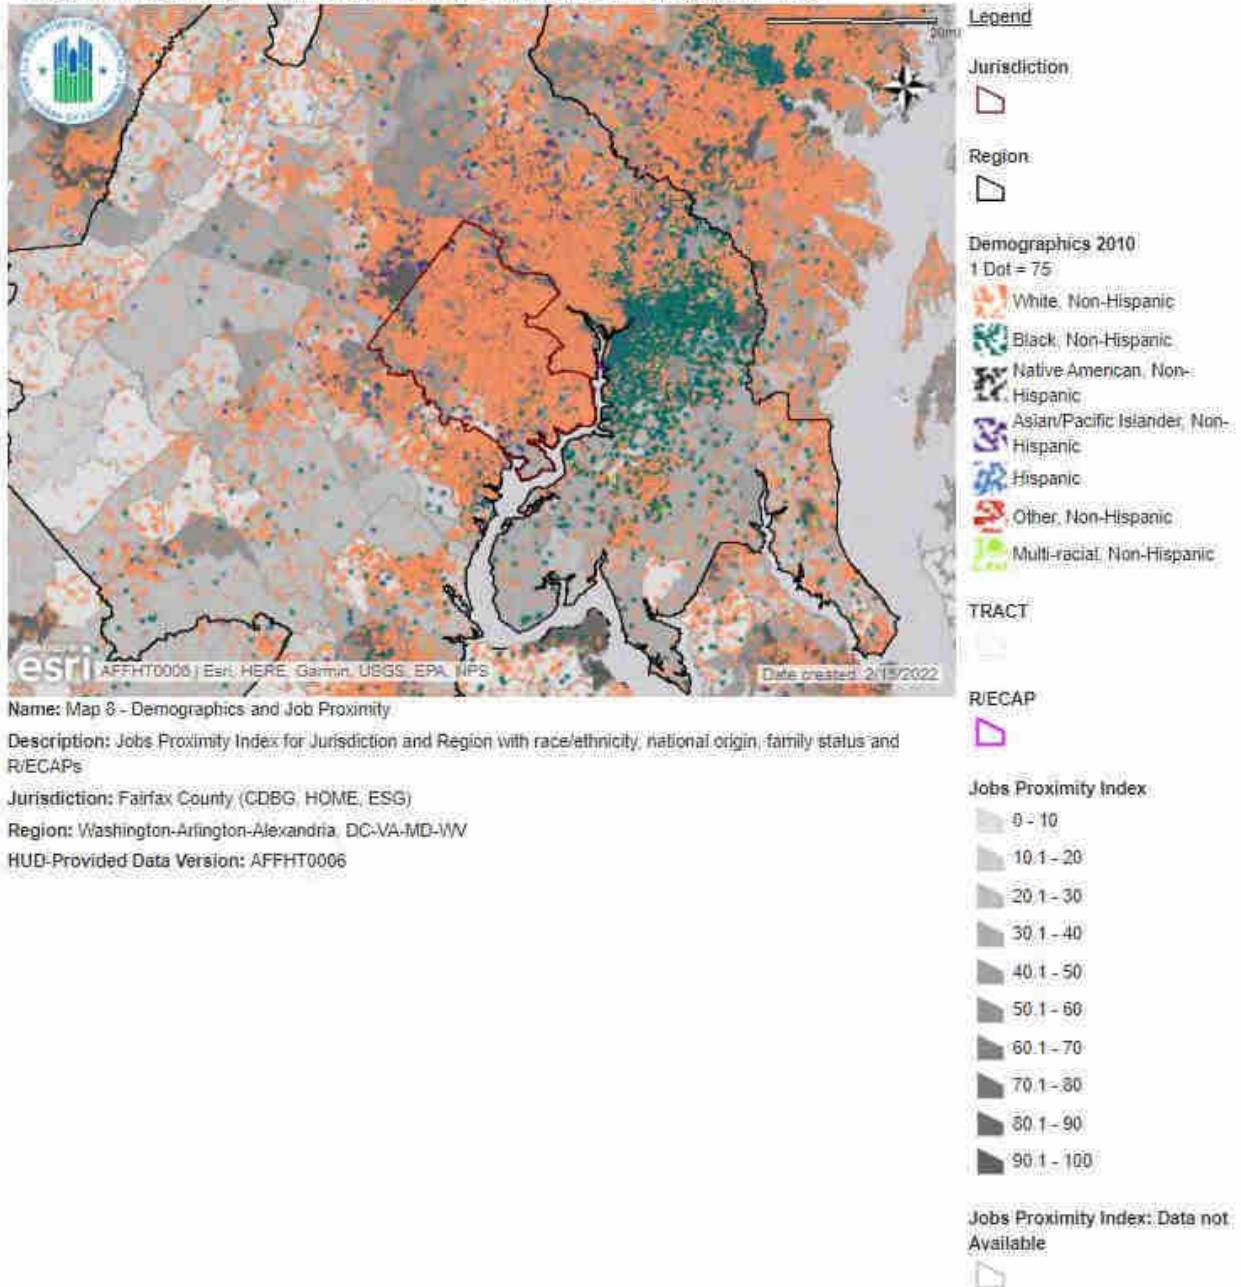 Legend
20mi
Jurisdiction
Region
Demographics 2010
1 Dot = 75
White, Non-Hispanic
Black, Non-Hispanic
Native American, Non-
Hispanic
Asian/Pacific Islander, Non-
Hispanic
Hispanic
Other, Non-Hispanic
Multi-racial, Non-Hispanic
TRACT
esri
AFFHT0006 | Esri, HERE, Garmin, USGS, EPA, NPS
Date created: 2/15/2022
Name: Map 8 - Demographics and Job Proximity
Description: Jobs Proximity Index for Jurisdiction and Region with race/ethnicity, national origin, family status and
R/ECAPs
Jurisdiction: Fairfax County (CDBG, HOME, ESG)
Region: Washington-Arlington-Alexandria, DC-VA-MD-WV
HUD-Provided Data Version: AFFHT0006
R/ECAP
Jobs Proximity Index
0 - 10
10.1 - 20
20.1 - 30
30.1 - 40
40.1 - 50
50.1 - 60
60.1 - 70
70.1 - 80
80.1 - 90
90.1 - 100
Jobs Proximity Index: Data not
Available